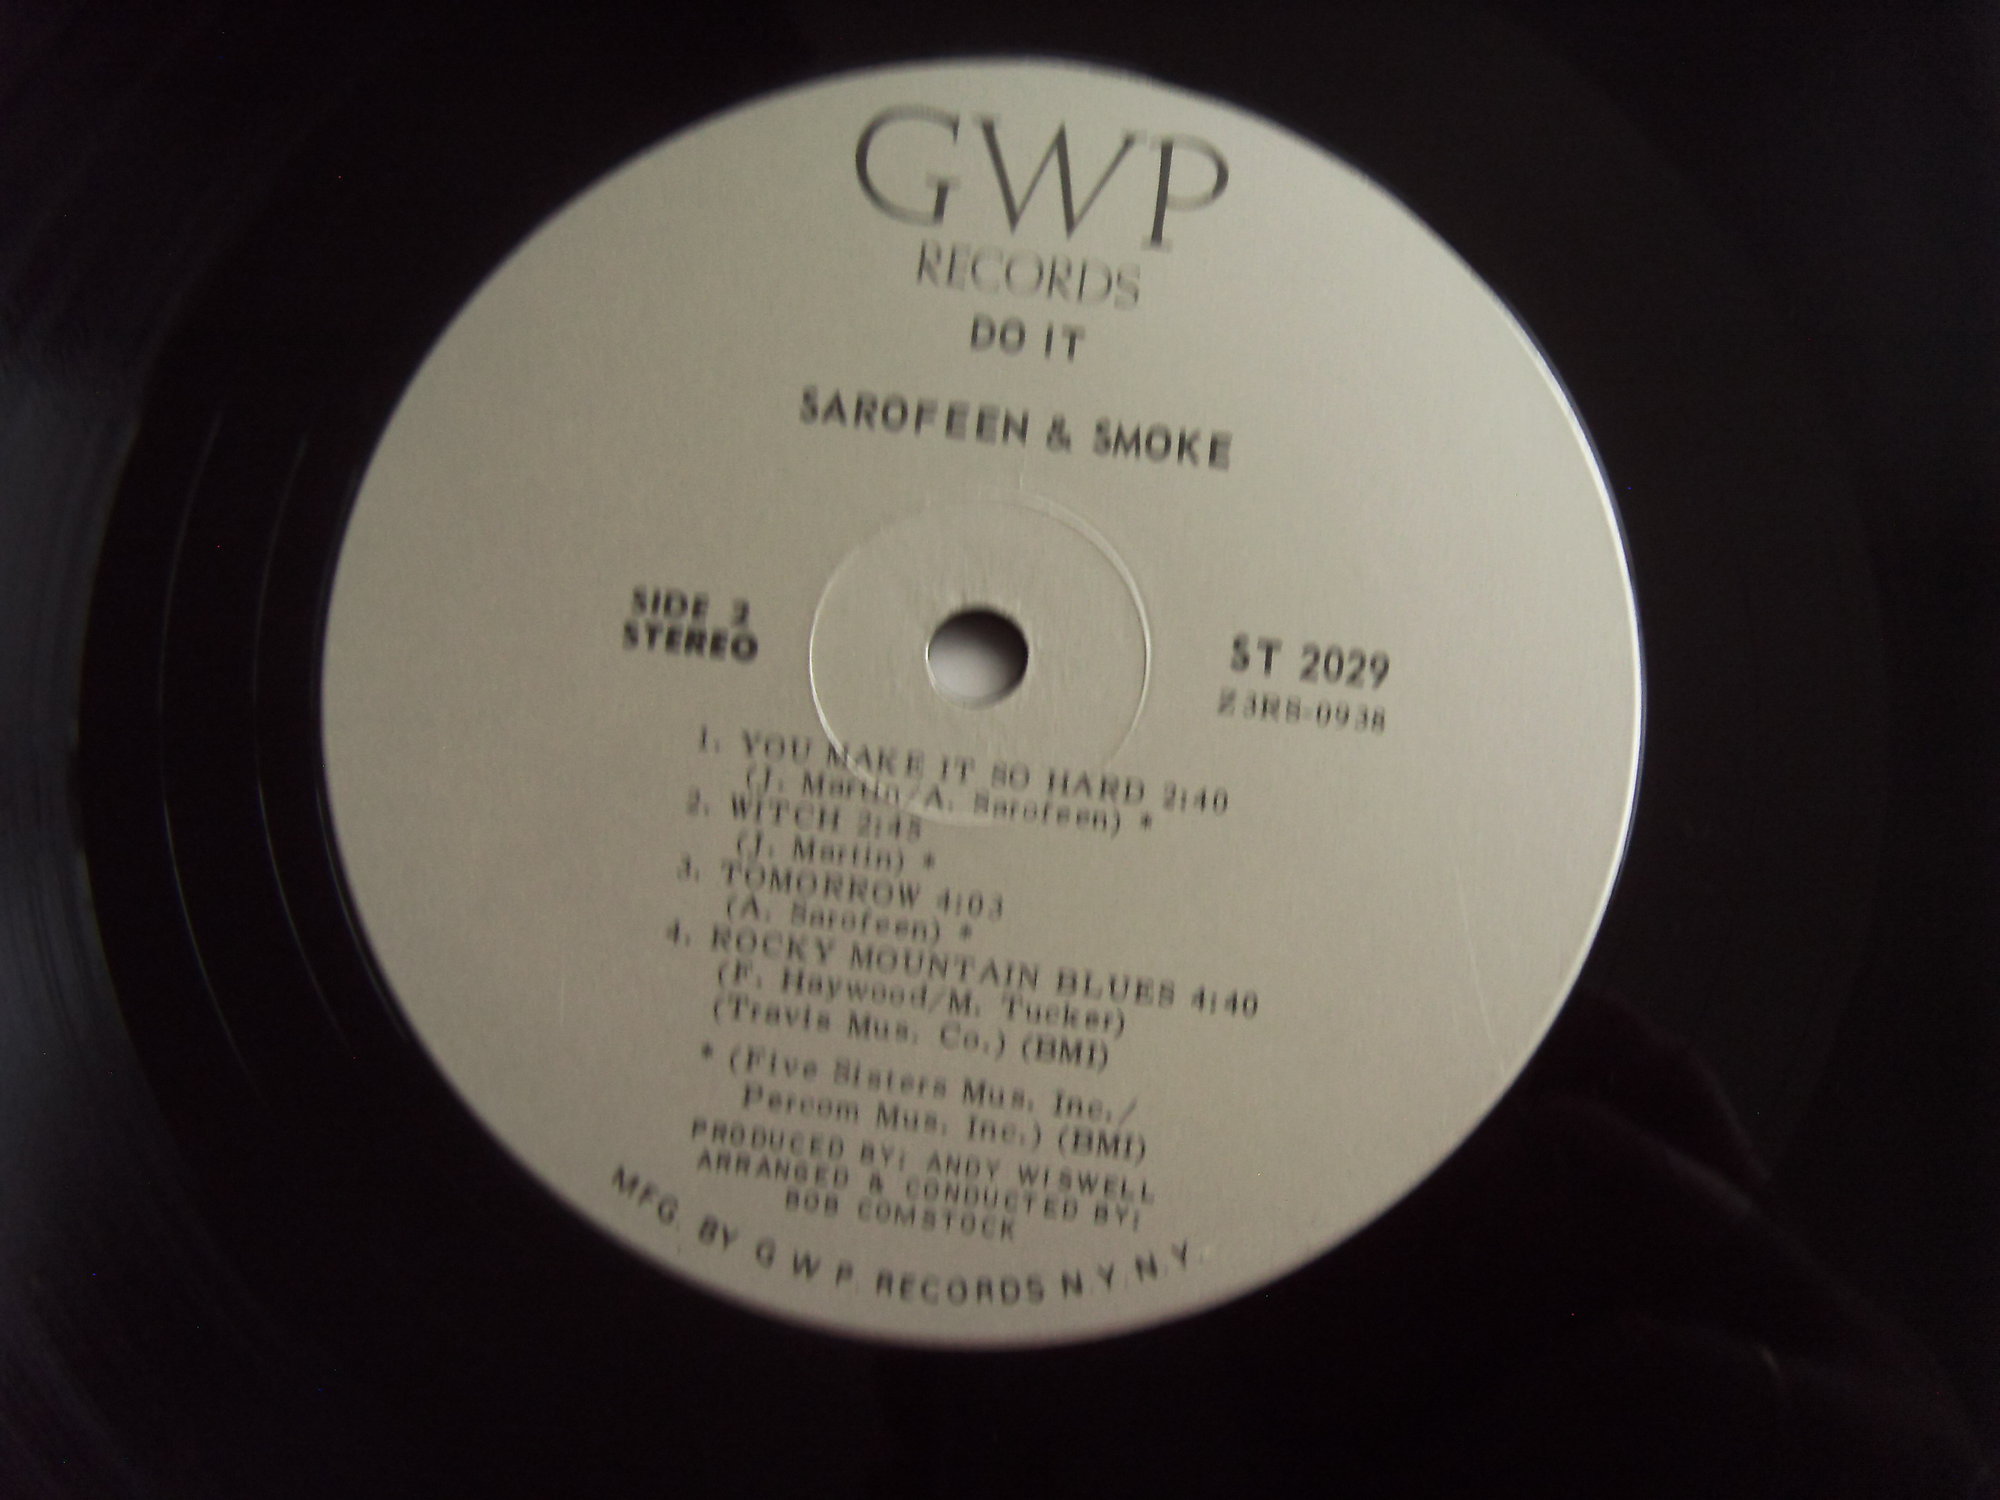 GWP
RECORDS
DO IT
SAROFEEN & SMOKE
SIDE 2
STEREO
ST 2029
Z3RS-0938
1. YOU MAKE IT SO HARD 2:40
(J. Martin/A. Sarofeen) *
2. WITCH 2:45
(J. Martin) *
3. TOMORROW 4:03
(A. Sarofeen) *
4. ROCKY MOUNTAIN BLUES 4:40
(F. Haywood/M. Tucker)
(Travis Mus. Co.) (BMI)
* (Five Sisters Mus. Inc./
Percom Mus. Inc.) (BMI)
PRODUCED BY: ANDY WISWELL
ARRANGED & CONDUCTED BY:
BOB COMSTOCK
MFG. BY G.W.P. RECORDS N.Y. N.Y.